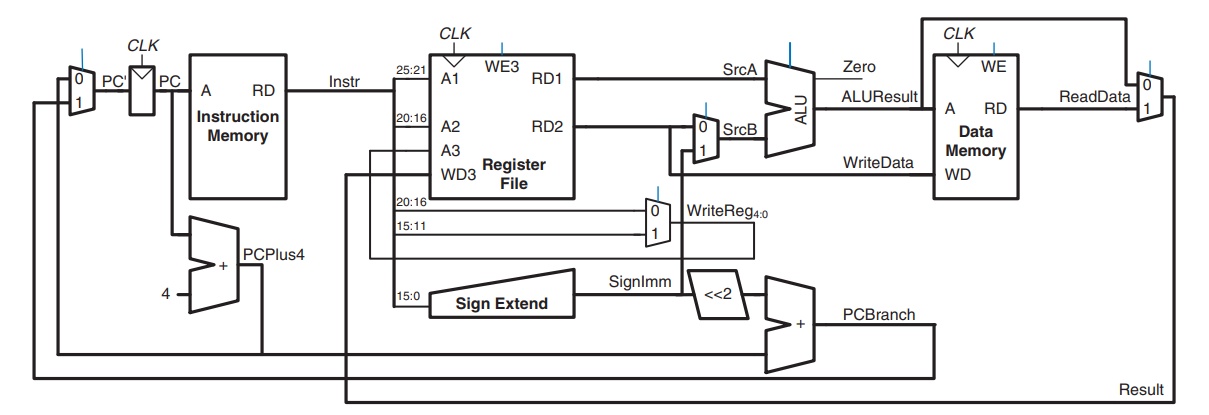 CLK
0
1
PC'
PC
A
RD
Instruction
Memory
Instr
4
+
PCPlus4
25:21
20:16
20:16
15:11
15:0
CLK
WE3
A1
RD1
A2
RD2
A3
WD3
Register
File
Sign Extend
SignImm
<<2
0
1
WriteReg4:0
0
1
SrcA
SrcB
ALU
Zero
ALUResult
WriteData
+
PCBranch
CLK
WE
A
RD
Data
Memory
WD
ReadData
0
1
Result